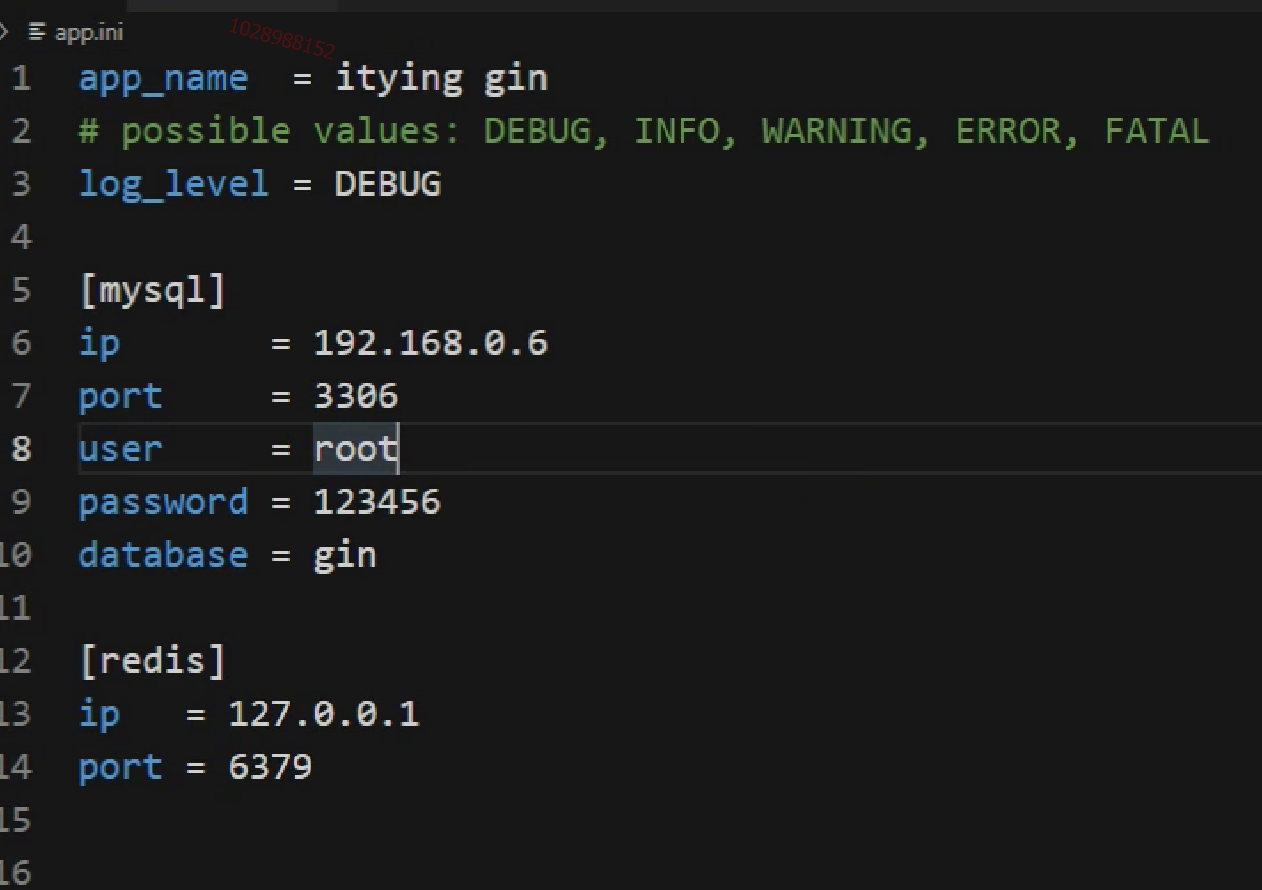 app.ini
1028988152
1 app_name  = itying gin
2 # possible values: DEBUG, INFO, WARNING, ERROR, FATAL
3 log_level = DEBUG
4
5 [mysql]
6 ip       = 192.168.0.6
7 port     = 3306
8 user     = root
9 password = 123456
10 database = gin
11
12 [redis]
13 ip   = 127.0.0.1
14 port = 6379
15
16